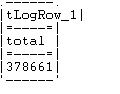 .------.
|tLogRow_1|
|=-----=|
|total |
|=-----=|
|378661|
'------'